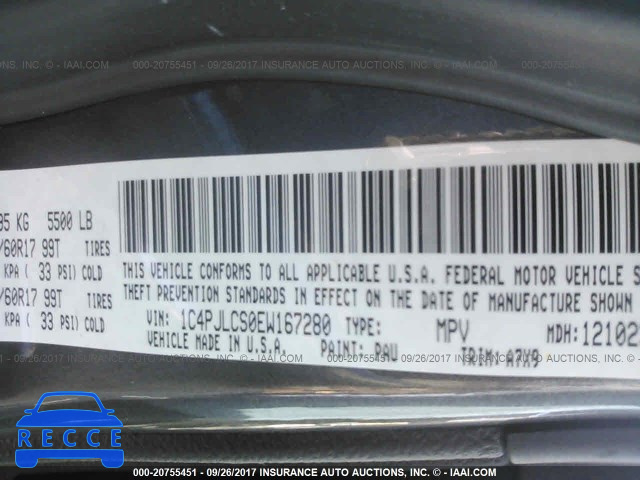 000-20755451 - 09/26/2017 INSURANCE AUTO AUCTIONS, INC. - IAAI.COM
INC. - IAAI.COM 000-20755451 - 09/26/2017 INSURANCE AUTO AUCTIONS, INC. - IAAI.COM
95 KG 5500 LB
/60R17 99T TIRES
KPA ( 33 PSI) COLD
/60R17 99T TIRES
KPA ( 33 PSI) COLD
THIS VEHICLE CONFORMS TO ALL APPLICABLE U.S.A. FEDERAL MOTOR VEHICLE
THEFT PREVENTION STANDARDS IN EFFECT ON THE DATE OF MANUFACTURE SHOWN
VIN: 1C4PJLCS0EW167280 TYPE: MPV MDH:12102
VEHICLE MADE IN U.S.A. PAINT: PAU TRIM: A7X9
RECCE
000-20755451 - 09/26/2017 INSURANCE AUTO AUCTIONS, INC. - IAAI.COM